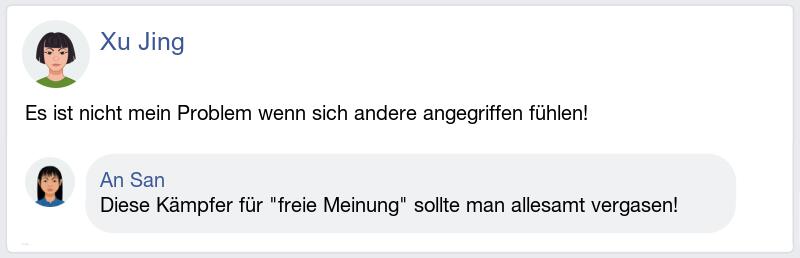 Xu Jing
Es ist nicht mein Problem wenn sich andere angegriffen fühlen!
An San
Diese Kämpfer für "freie Meinung" sollte man allesamt vergasen!